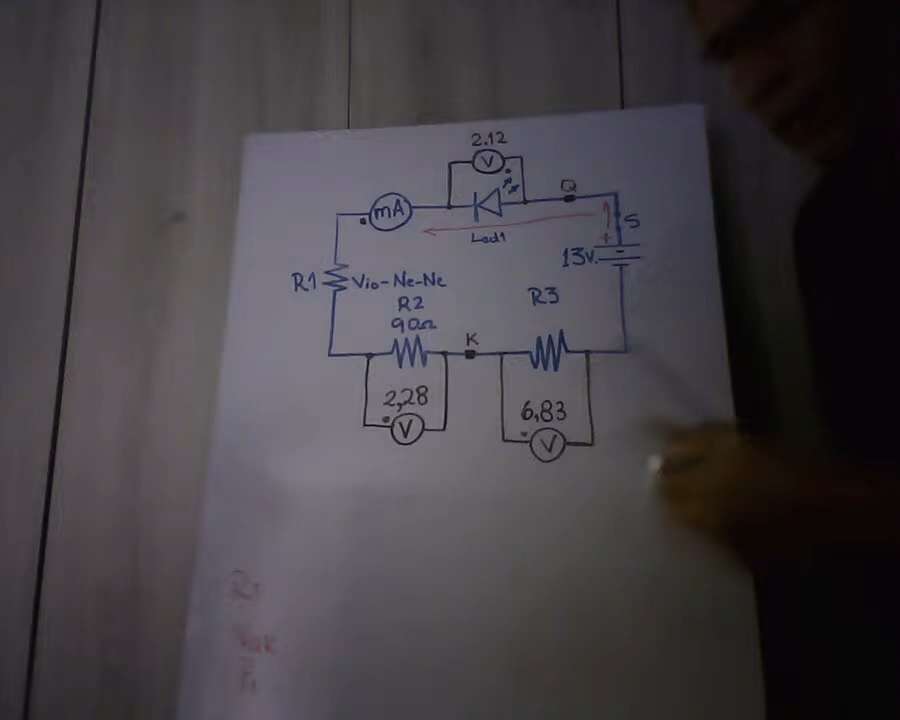 2.12
V
Q
mA
S
+
Led1
13v.
R1 Vio-Ne-Ne
R2
R3
90Ω
K
2,28
6,83
V
V